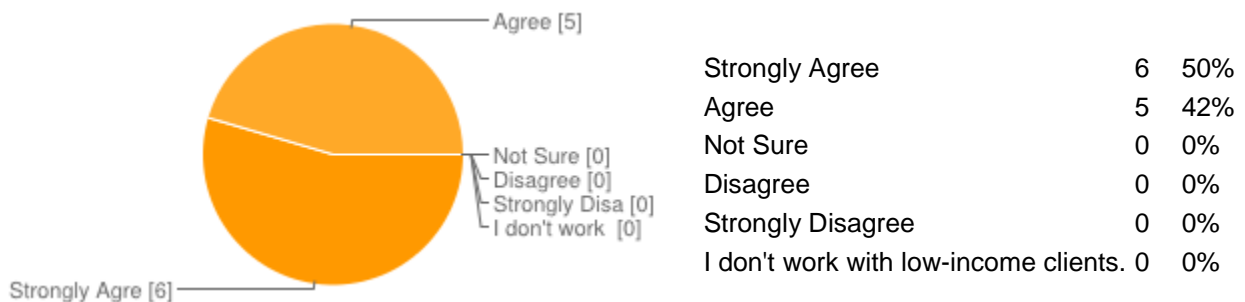 Agree [5]
Not Sure [0]
Disagree [0]
Strongly Disa [0]
I don't work [0]
Strongly Agre [6]
Strongly Agree 6 50%
Agree 5 42%
Not Sure 0 0%
Disagree 0 0%
Strongly Disagree 0 0%
I don't work with low-income clients. 0 0%